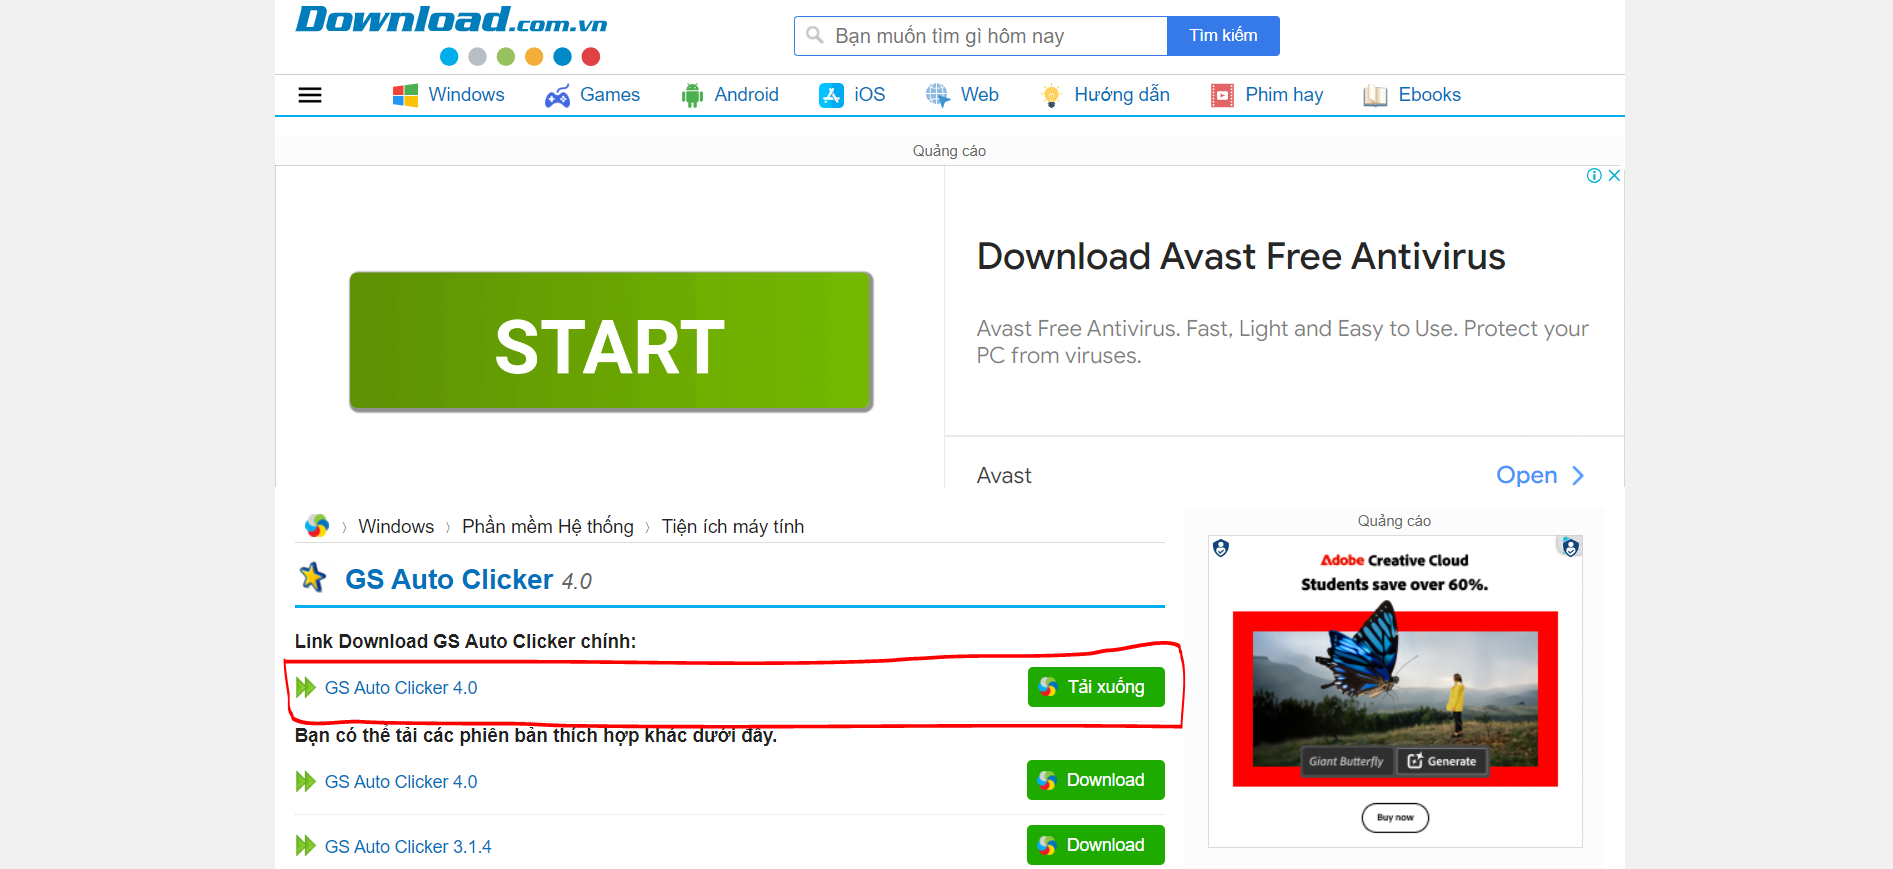 Download.com.vn
Bạn muốn tìm gì hôm nay
Tìm kiếm
Windows
Games
Android
iOS
Web
Hướng dẫn
Phim hay
Ebooks
Quảng cáo
START
Download Avast Free Antivirus
Avast Free Antivirus. Fast, Light and Easy to Use. Protect your
PC from viruses.
Avast
Open
Windows
Phần mềm Hệ thống
Tiện ích máy tính
GS Auto Clicker 4.0
Link Download GS Auto Clicker chính:
GS Auto Clicker 4.0
Tải xuống
Bạn có thể tải các phiên bản thích hợp khác dưới đây.
GS Auto Clicker 4.0
Download
GS Auto Clicker 3.1.4
Download
Quảng cáo
Adobe Creative Cloud
Students save over 60%.
Giant Butterfly
Generate
Buy now